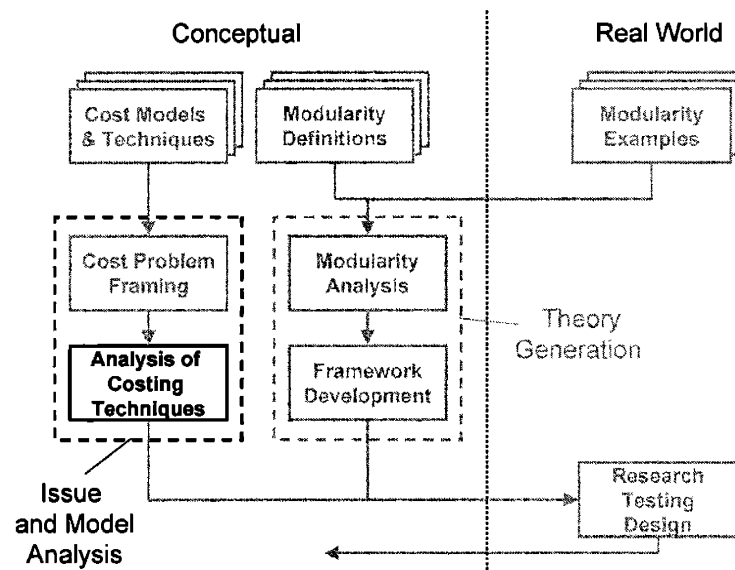 Conceptual
Real World
Cost Models
& Techniques
Modularity
Definitions
Modularity
Examples
Cost Problem
Framing
Modularity
Analysis
Theory
Generation
Analysis of
Costing
Techniques
Framework
Development
Issue
and Model
Analysis
Research
Testing
Design